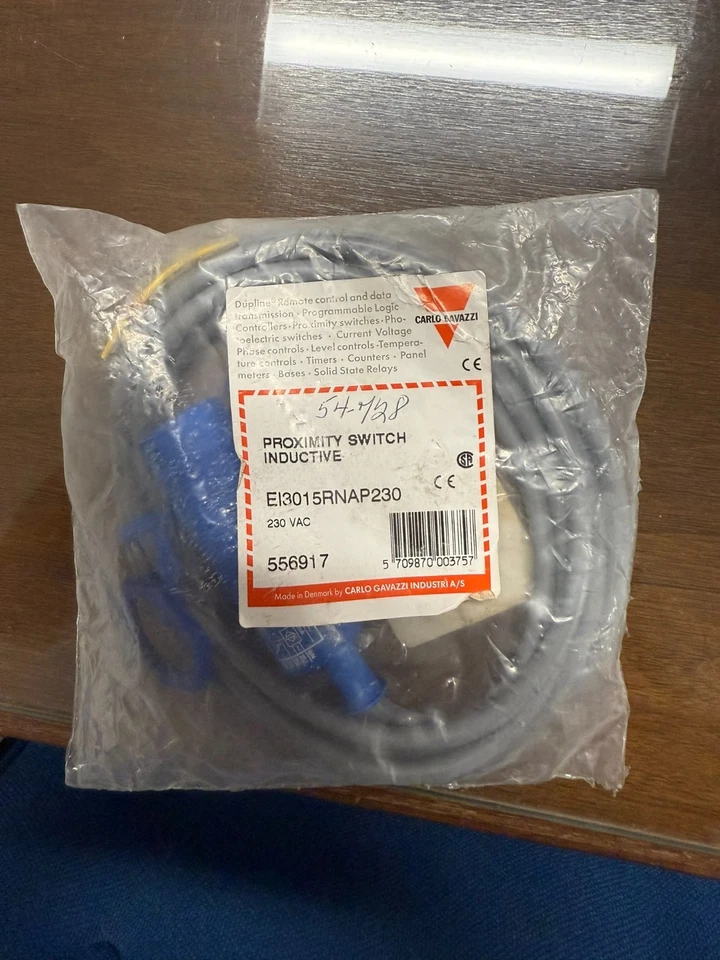 Dupline® Remote control and data
transmission · Programmable Logic
Controllers · Proximity switches · Pho-
toelectric switches · Current Voltage
Phase controls · Level controls · Tempera-
ture controls · Timers · Counters · Panel
meters · Bases · Solid State Relays
CARLO GAVAZZI
CE
54-728
PROXIMITY SWITCH
INDUCTIVE
EI3015RNAP230
CE
230 VAC
556917
5 709870 003757
Made in Denmark by CARLO GAVAZZI INDUSTRI A/S